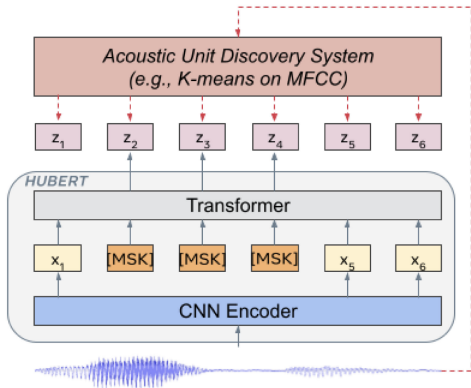 Acoustic Unit Discovery System
(e.g., K-means on MFCC)
z1 z2 z3 z4 z5 z6
HUBERT
Transformer
x1 [MSK] [MSK] [MSK] x5 x6
CNN Encoder